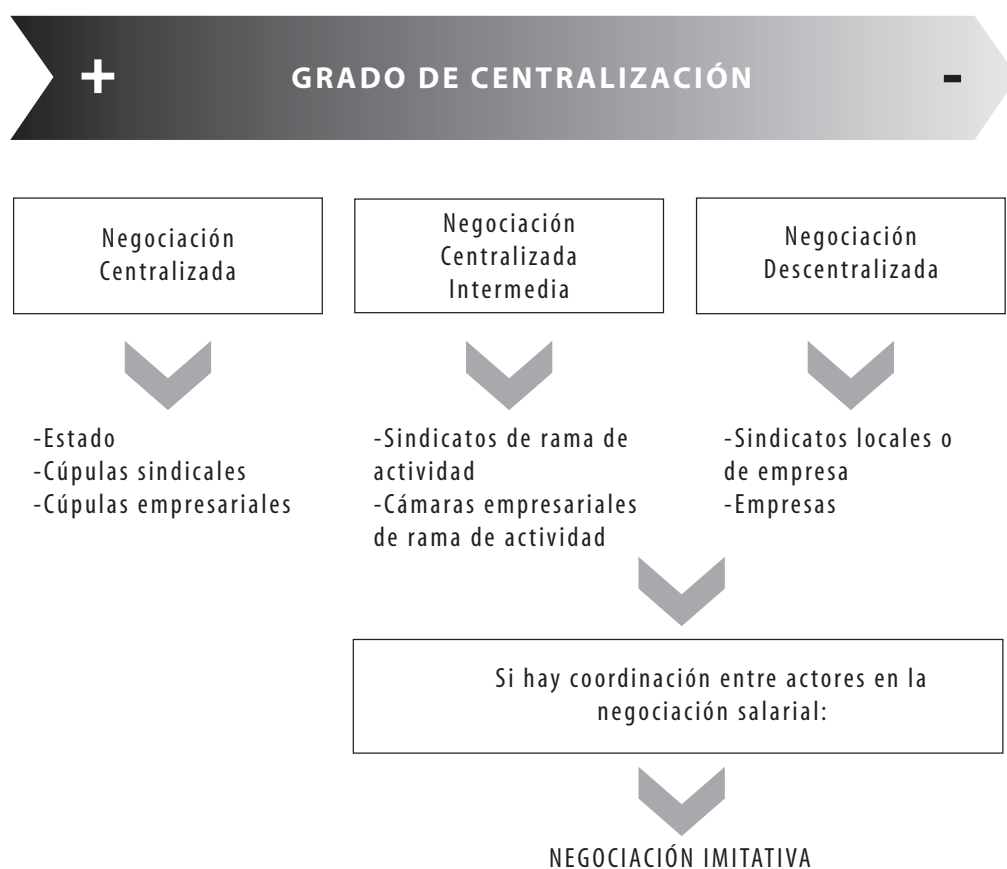 + GRADO DE CENTRALIZACIÓN -
Negociación
Centralizada
Negociación
Centralizada
Intermedia
Negociación
Descentralizada
-Estado
-Cúpulas sindicales
-Cúpulas empresariales
-Sindicatos de rama de
actividad
-Cámaras empresariales
de rama de actividad
-Sindicatos locales o
de empresa
-Empresas
Si hay coordinación entre actores en la
negociación salarial:
NEGOCIACIÓN IMITATIVA